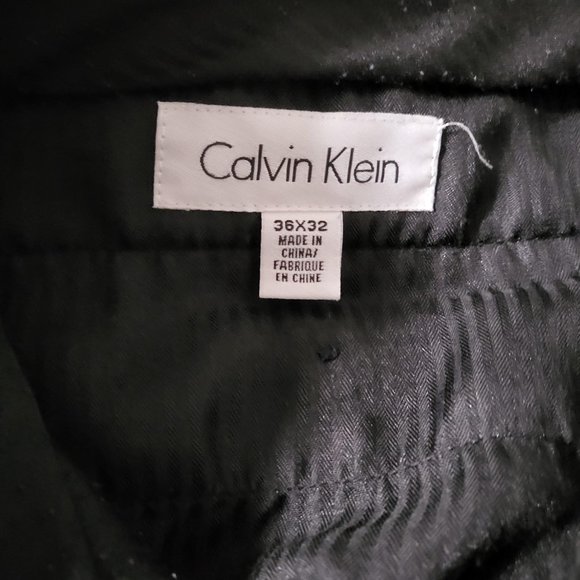 Calvin Klein
36X32
MADE IN
CHINA/
FABRIQUE
EN CHINE